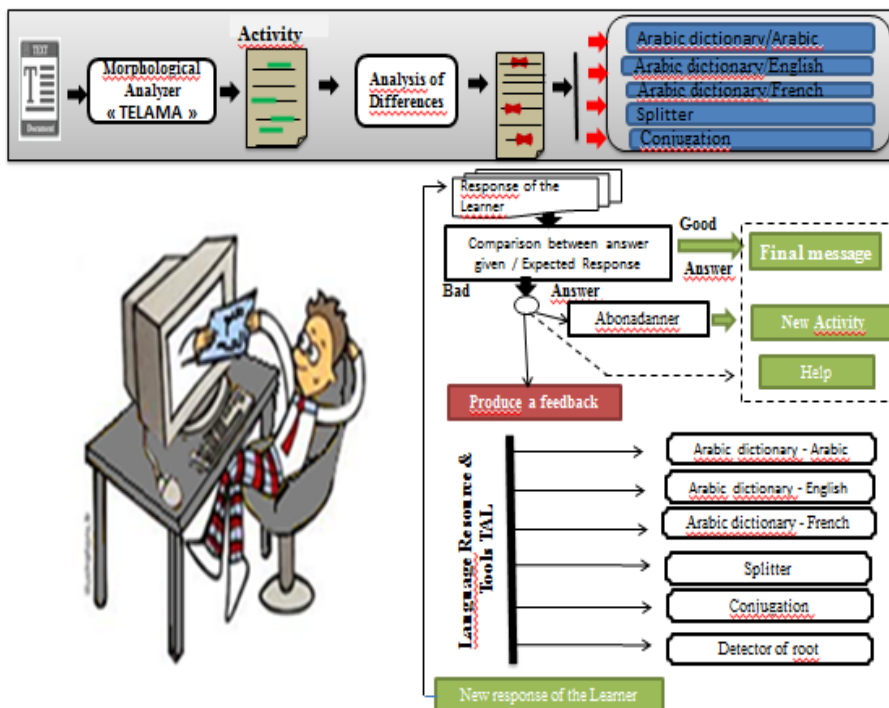 TEXT
T
Document
Morphological
Analyzer
« TELAMA »
Activity
Analysis of
Differences
Arabic dictionary/Arabic
Arabic dictionary/English
Arabic dictionary/French
Splitter
Conjugation
Response of the
Learner
Comparison between answer
given / Expected Response
Good
Answer
Final message
Bad
Answer
Abonadanner
New Activity
Help
Produce a feedback
Language Resource &
Tools TAL
Arabic dictionary - Arabic
Arabic dictionary - English
Arabic dictionary - French
Splitter
Conjugation
Detector of root
New response of the Learner